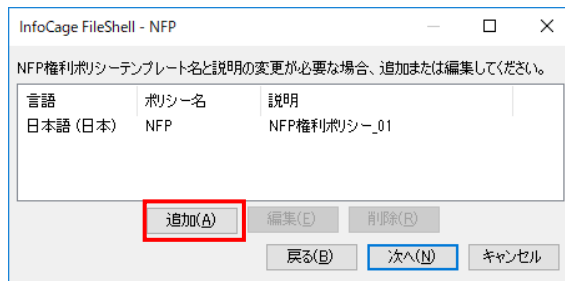 InfoCage FileShell - NFP
NFP権利ポリシーテンプレート名と説明の変更が必要な場合、追加または編集してください。
言語 ポリシー名 説明
日本語 (日本) NFP NFP権利ポリシー_01
追加(A) 編集(E) 削除(R)
戻る(B) 次へ(N) キャンセル